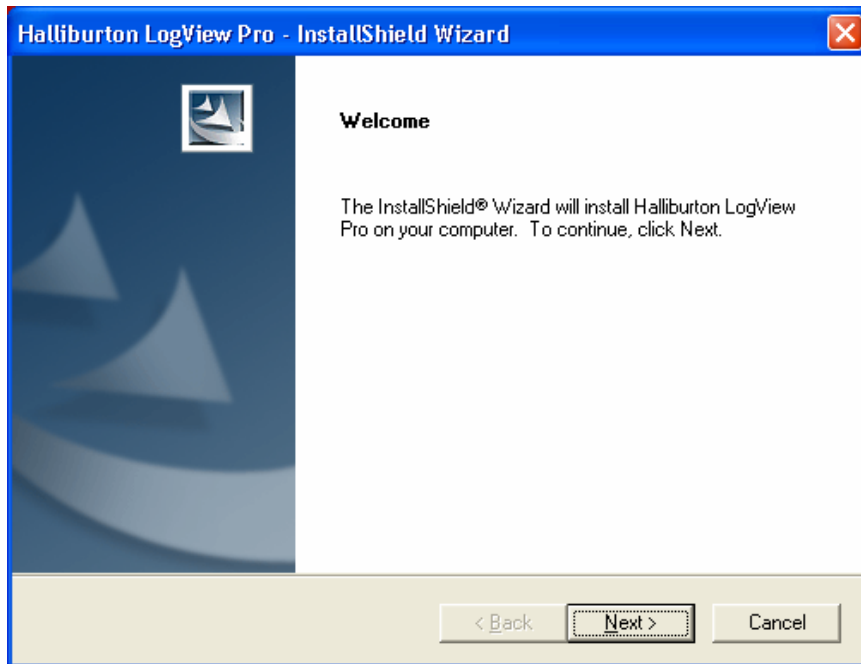 Halliburton LogView Pro - InstallShield Wizard
Welcome
The InstallShield® Wizard will install Halliburton LogView
Pro on your computer.  To continue, click Next.
< Back
Next >
Cancel